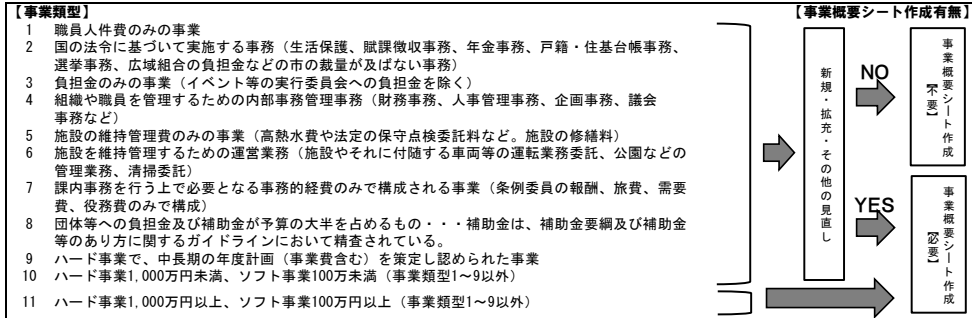 【事業類型】
【事業概要シート作成有無】
1 職員人件費のみの事業
2 国の法令に基づいて実施する事務（生活保護、賦課徴収事務、年金事務、戸籍・住基台帳事務、
選挙事務、広域組合の負担金などの市の裁量が及ばない事務）
3 負担金のみの事業（イベント等の実行委員会への負担金を除く）
4 組織や職員を管理するための内部事務管理事務（財務事務、人事管理事務、企画事務、議会
事務など）
5 施設の維持管理費のみの事業（高熱水費や法定の保守点検委託料など。施設の修繕料）
6 施設を維持管理するための運営業務（施設やそれに付随する車両等の運転業務委託、公園などの
管理業務、清掃委託）
7 課内事務を行う上で必要となる事務的経費のみで構成される事業（条例委員の報酬、旅費、需要
費、役務費のみで構成）
8 団体等への負担金及び補助金が予算の大半を占めるもの・・・補助金は、補助金要綱及び補助金
等のあり方に関するガイドラインにおいて精査されている。
9 ハード事業で、中長期の年度計画（事業費含む）を策定し認められた事業
10 ハード事業1,000万円未満、ソフト事業100万未満（事業類型1～9以外）
11 ハード事業1,000万円以上、ソフト事業100万円以上（事業類型1～9以外）
新規・拡充・その他の見直し
NO
事業概要シート作成
【不要】
YES
事業概要シート作成
【必要】